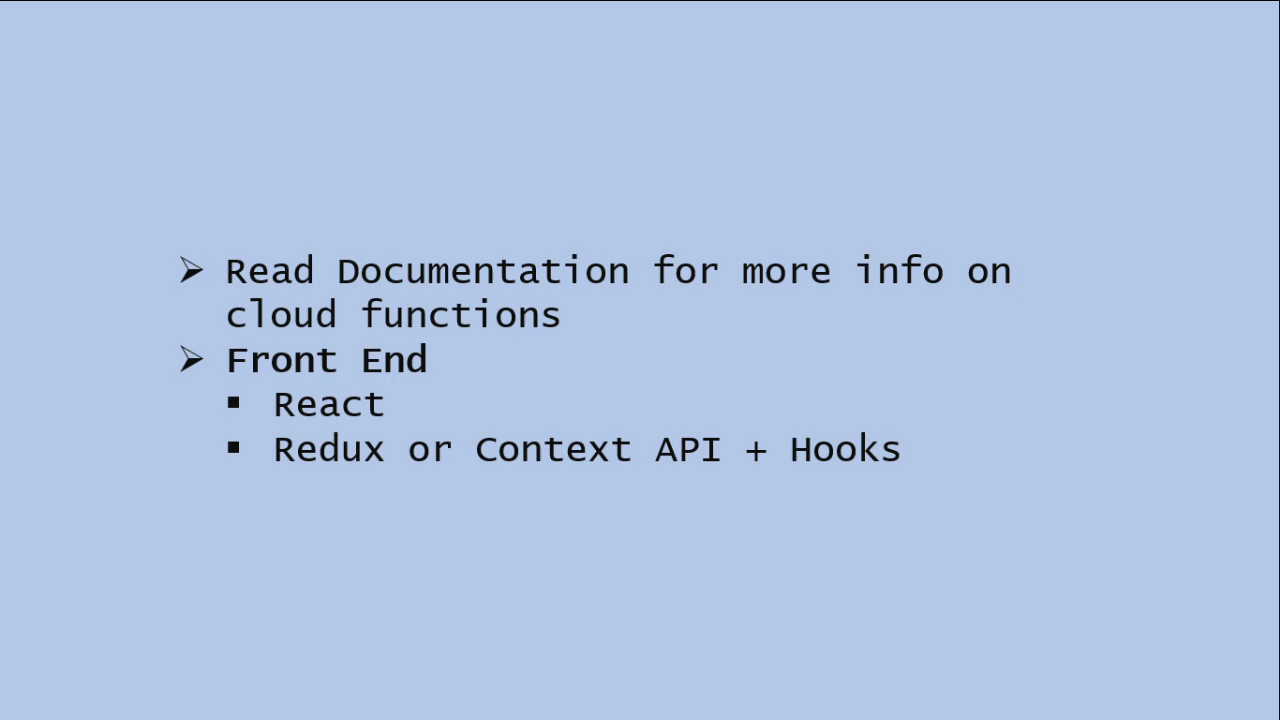 ➢ Read Documentation for more info on
cloud functions
➢ Front End
▪ React
▪ Redux or Context API + Hooks